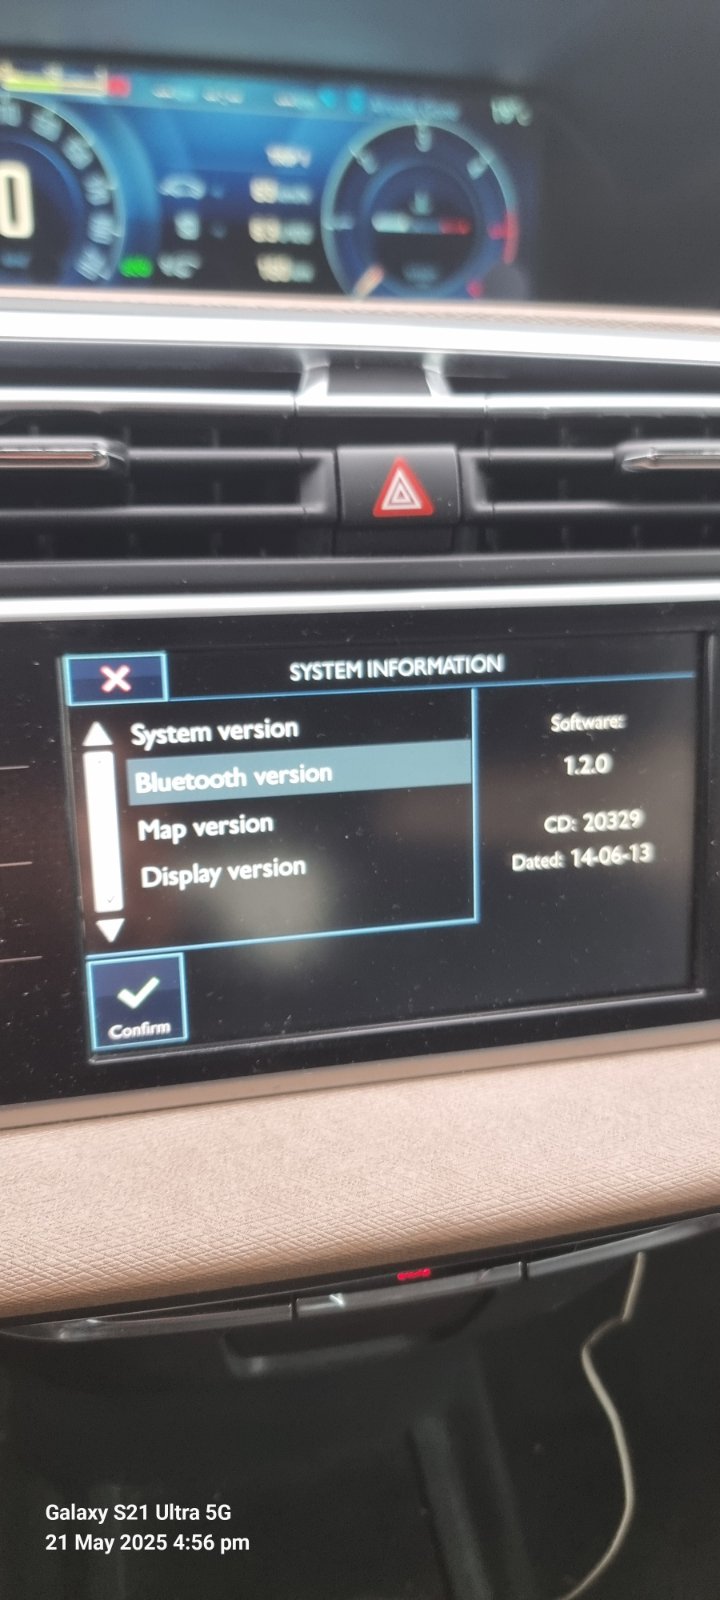 SYSTEM INFORMATION
System version
Bluetooth version
Map version
Display version
Software:
1.2.0
CD: 20329
Dated: 14-06-13
Confirm
Galaxy S21 Ultra 5G
21 May 2025 4:56 pm